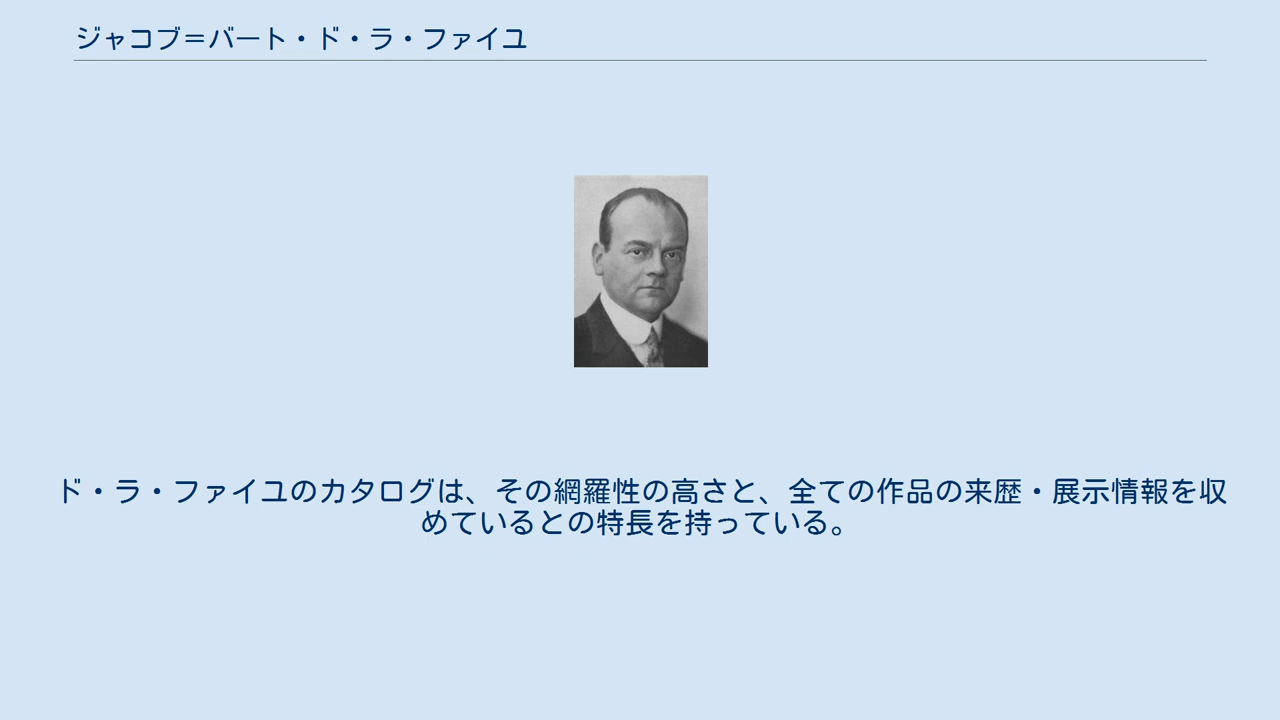 ジャコブ＝バート・ド・ラ・ファイユ
ド・ラ・ファイユのカタログは、その網羅性の高さと、全ての作品の来歴・展示情報を収
めているとの特長を持っている。